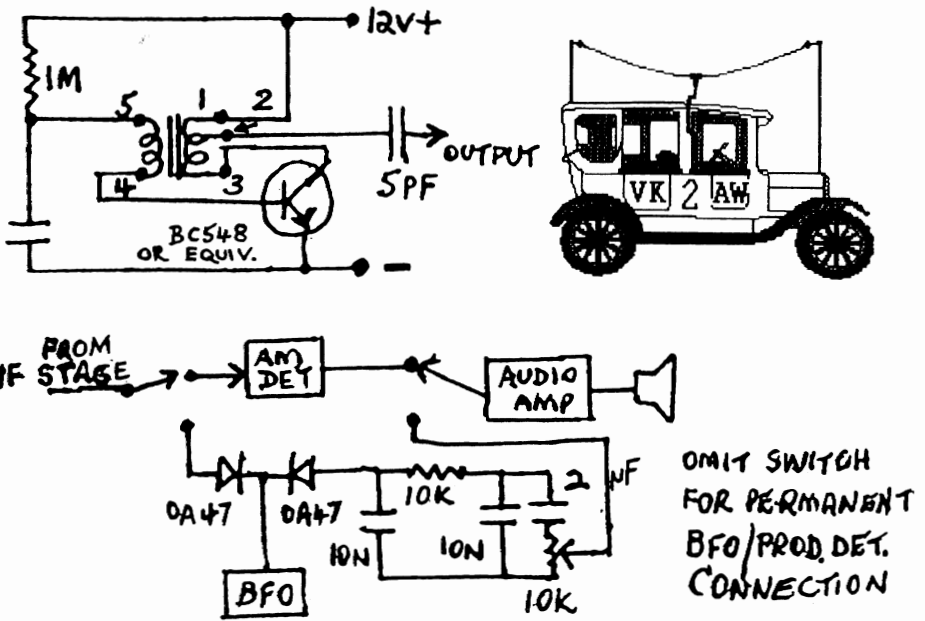 12V+
1M
5
1
2
4
3
5PF
OUTPUT
BC548
OR EQUIV.
-
VK 2 AW
FROM
IF STAGE
AM
DET
AUDIO
AMP
OA47
OA47
10K
2 µF
10N
10N
10K
BFO
OMIT SWITCH
FOR PERMANENT
BFO/PROD.DET.
CONNECTION